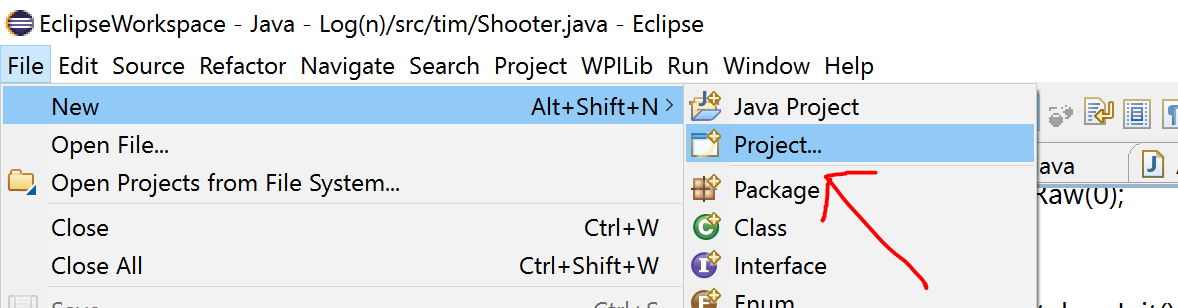 EclipseWorkspace - Java - Log(n)/src/tim/Shooter.java - Eclipse
File Edit Source Refactor Navigate Search Project WPILib Run Window Help
New Alt+Shift+N >
Open File...
Open Projects from File System...
Close Ctrl+W
Close All Ctrl+Shift+W
Save Ctrl+S
Java Project
Project...
Package
Class
Interface
Enum
ava
Raw(0);